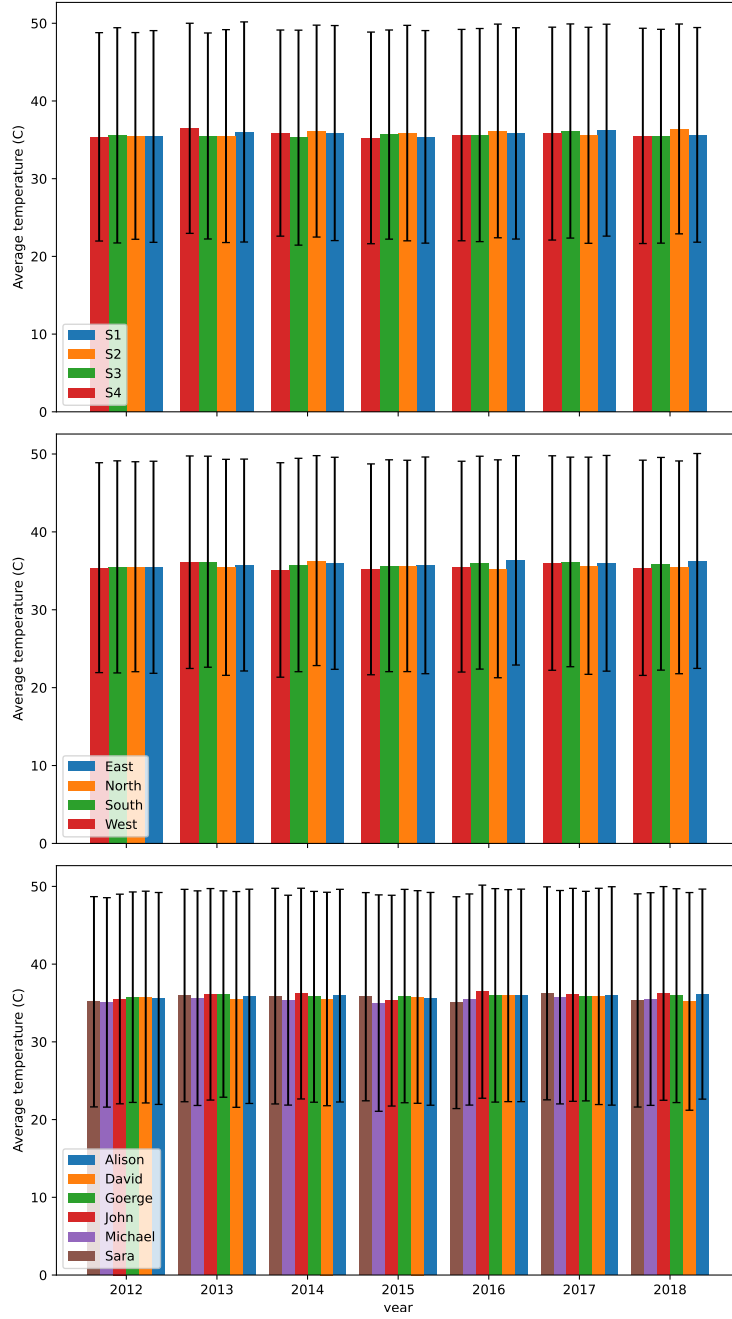 50
40
30
20
10
0
Average temperature (C)
S1
S2
S3
S4
50
40
30
20
10
0
Average temperature (C)
East
North
South
West
50
40
30
20
10
0
Average temperature (C)
Alison
David
Goerge
John
Michael
Sara
2012 2013 2014 2015 2016 2017 2018
year